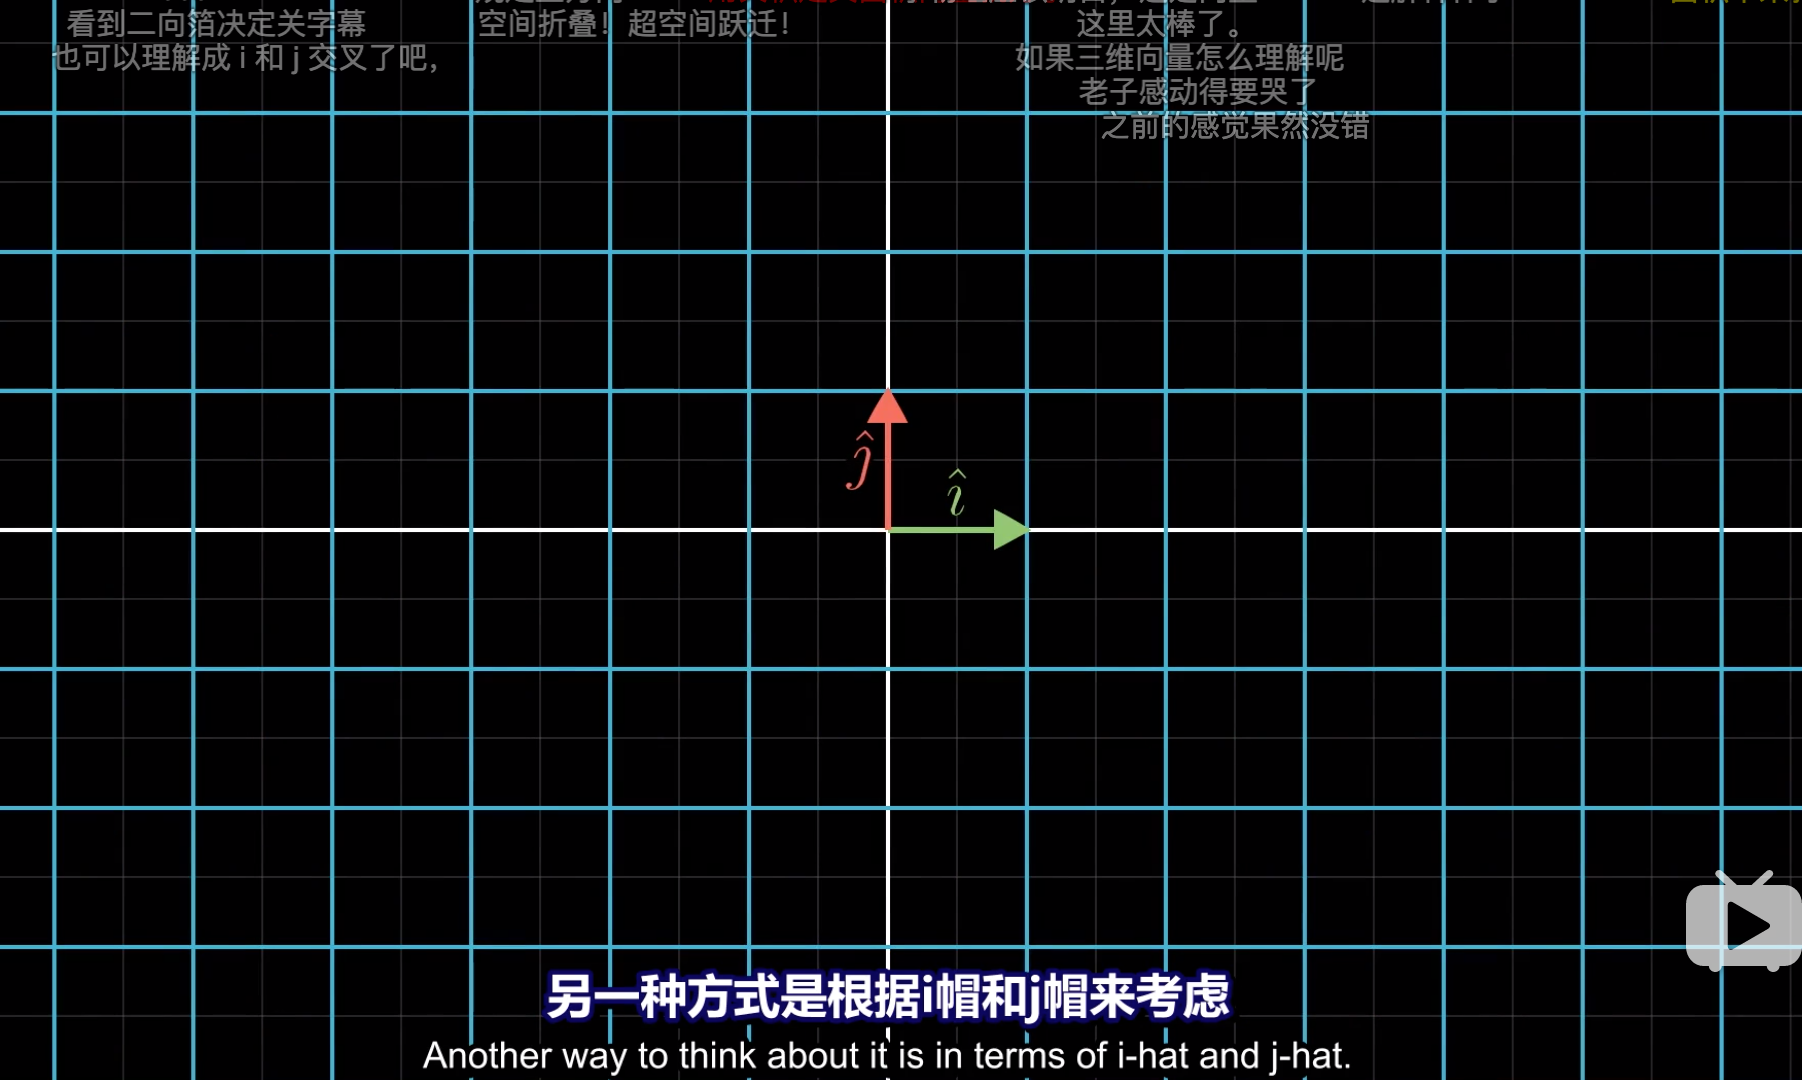 看到二向箔决定关字幕
空间折叠！超空间跃迁！
这里太棒了。
也可以理解成 i 和 j 交叉了吧，
如果三维向量怎么理解呢
老子感动得要哭了
之前的感觉果然没错
ĵ
î
另一种方式是根据i帽和j帽来考虑
Another way to think about it is in terms of i-hat and j-hat.